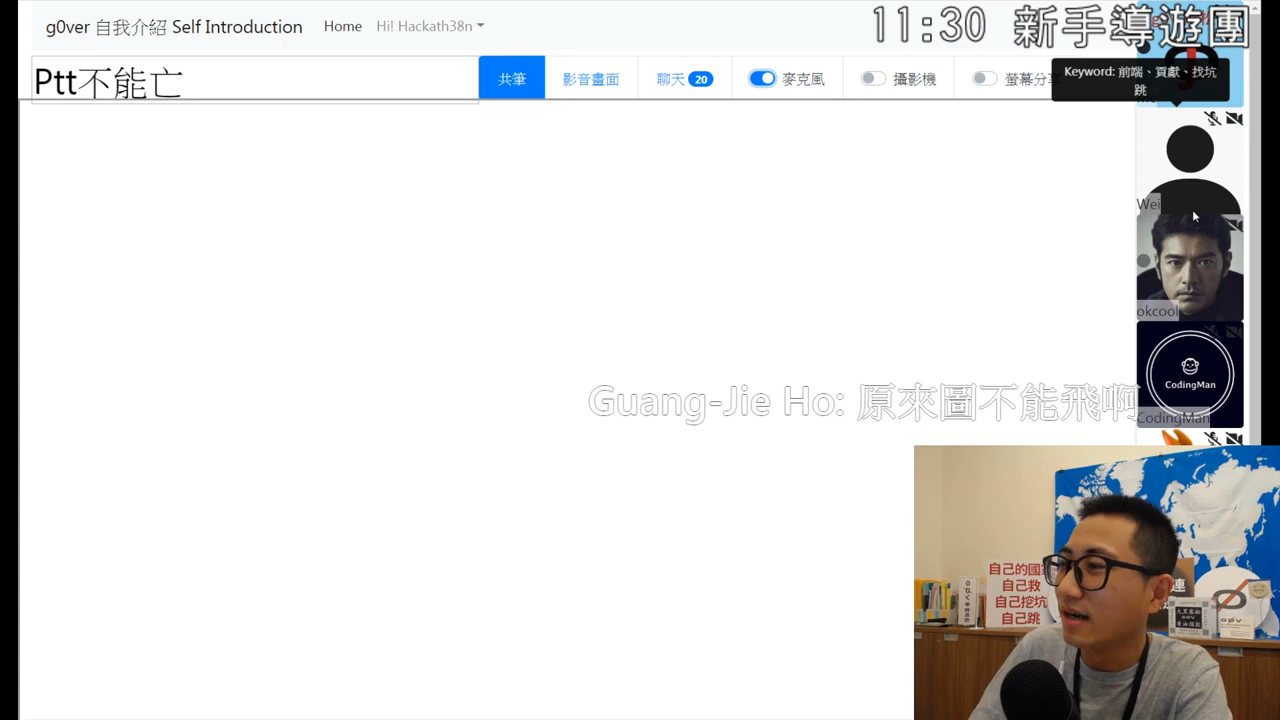 g0ver 自我介紹 Self Introduction
Home
Hi! Hackath38n
11:30 新手導遊團
Ptt不能亡
共筆
影音畫面
聊天 20
麥克風
攝影機
螢幕分享
Keyword: 前端、貢獻、找坑
跳
Wei
okcool
CodingMan
CodingMan
Guang-Jie Ho: 原來圖不能飛啊
自己的國
自己救
自己挖坑
自己跳